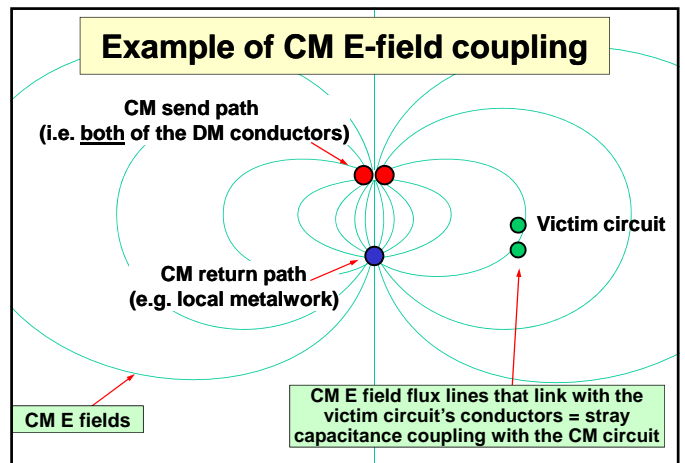 Example of CM E-field coupling
CM send path
(i.e. both of the DM conductors)
Victim circuit
CM return path
(e.g. local metalwork)
CM E fields
CM E field flux lines that link with the
victim circuit's conductors = stray
capacitance coupling with the CM circuit